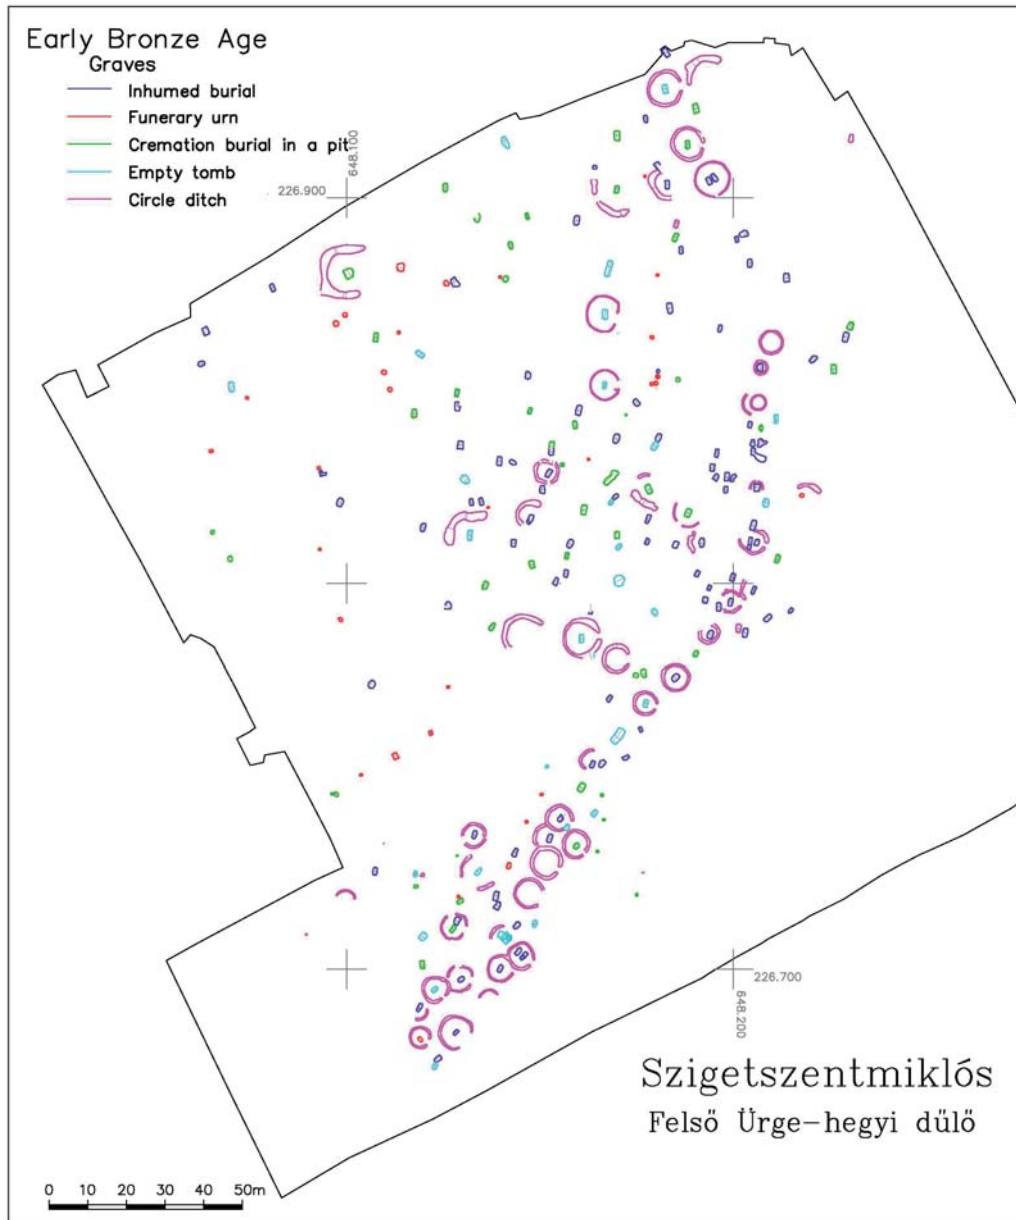 Early Bronze Age
Graves
Inhumed burial
Funerary urn
Cremation burial in a pit
Empty tomb
Circle ditch
648.100
226.900
226.700
648.200
Szigetszentmiklós
Felső Ürge-hegyi dűlő
0 10 20 30 40 50m